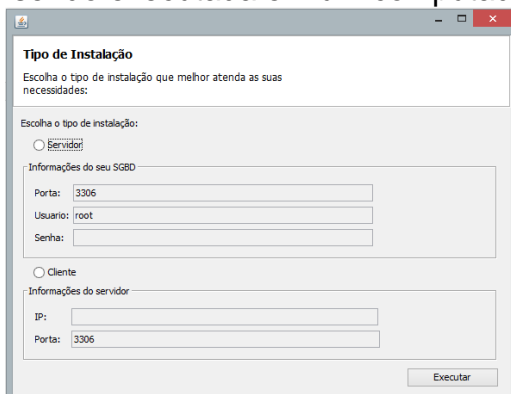 Tipo de Instalação
Escolha o tipo de instalação que melhor atenda as suas
necessidades:
Escolha o tipo de instalação:
Servidor
Informações do seu SGBD
Porta: 3306
Usuario: root
Senha:
Cliente
Informações do servidor
IP:
Porta: 3306
Executar